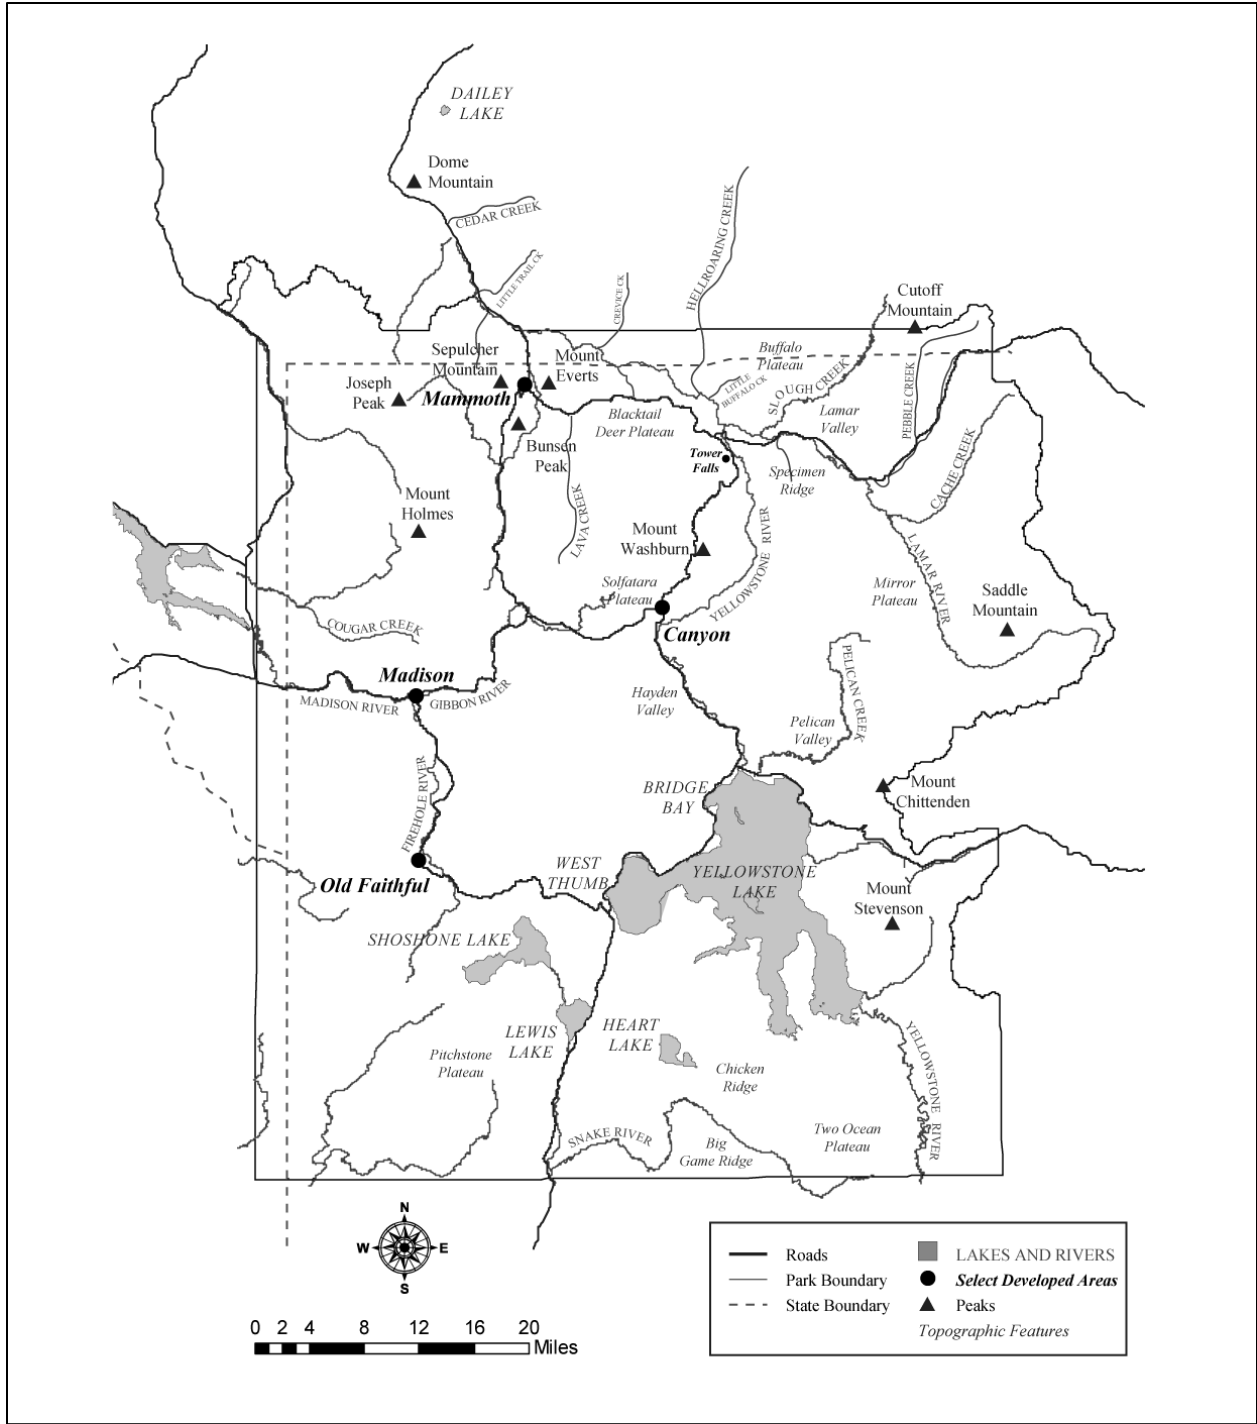 DAILEY
LAKE
Dome
Mountain
CEDAR CREEK
LITTLE TRAIL CK
CREVICE CK
HELLROARING CREEK
Cutoff
Mountain
Sepulcher
Mountain
Mount
Everts
Buffalo
Plateau
Joseph
Peak
Mammoth
LITTLE
BUFFALO CK
SLOUGH CREEK
PEBBLE CREEK
Blacktail
Deer Plateau
Lamar
Valley
Bunsen
Peak
Tower
Falls
Specimen
Ridge
CACHE CREEK
Mount
Holmes
LAVA CREEK
Mount
Washburn
YELLOWSTONE RIVER
LAMAR RIVER
Solfatara
Plateau
Mirror
Plateau
Saddle
Mountain
COUGAR CREEK
Canyon
Madison
MADISON RIVER
GIBBON RIVER
Hayden
Valley
PELICAN CREEK
Pelican
Valley
FIREHOLE RIVER
BRIDGE
BAY
Mount
Chittenden
Old Faithful
WEST
THUMB
YELLOWSTONE
LAKE
Mount
Stevenson
SHOSHONE LAKE
LEWIS
LAKE
HEART
LAKE
Pitchstone
Plateau
Chicken
Ridge
YELLOWSTONE RIVER
SNAKE RIVER
Big
Game Ridge
Two Ocean
Plateau
N
W
E
S
0 2 4 8 12 16 20
Miles
Roads
Park Boundary
State Boundary
LAKES AND RIVERS
Select Developed Areas
Peaks
Topographic Features